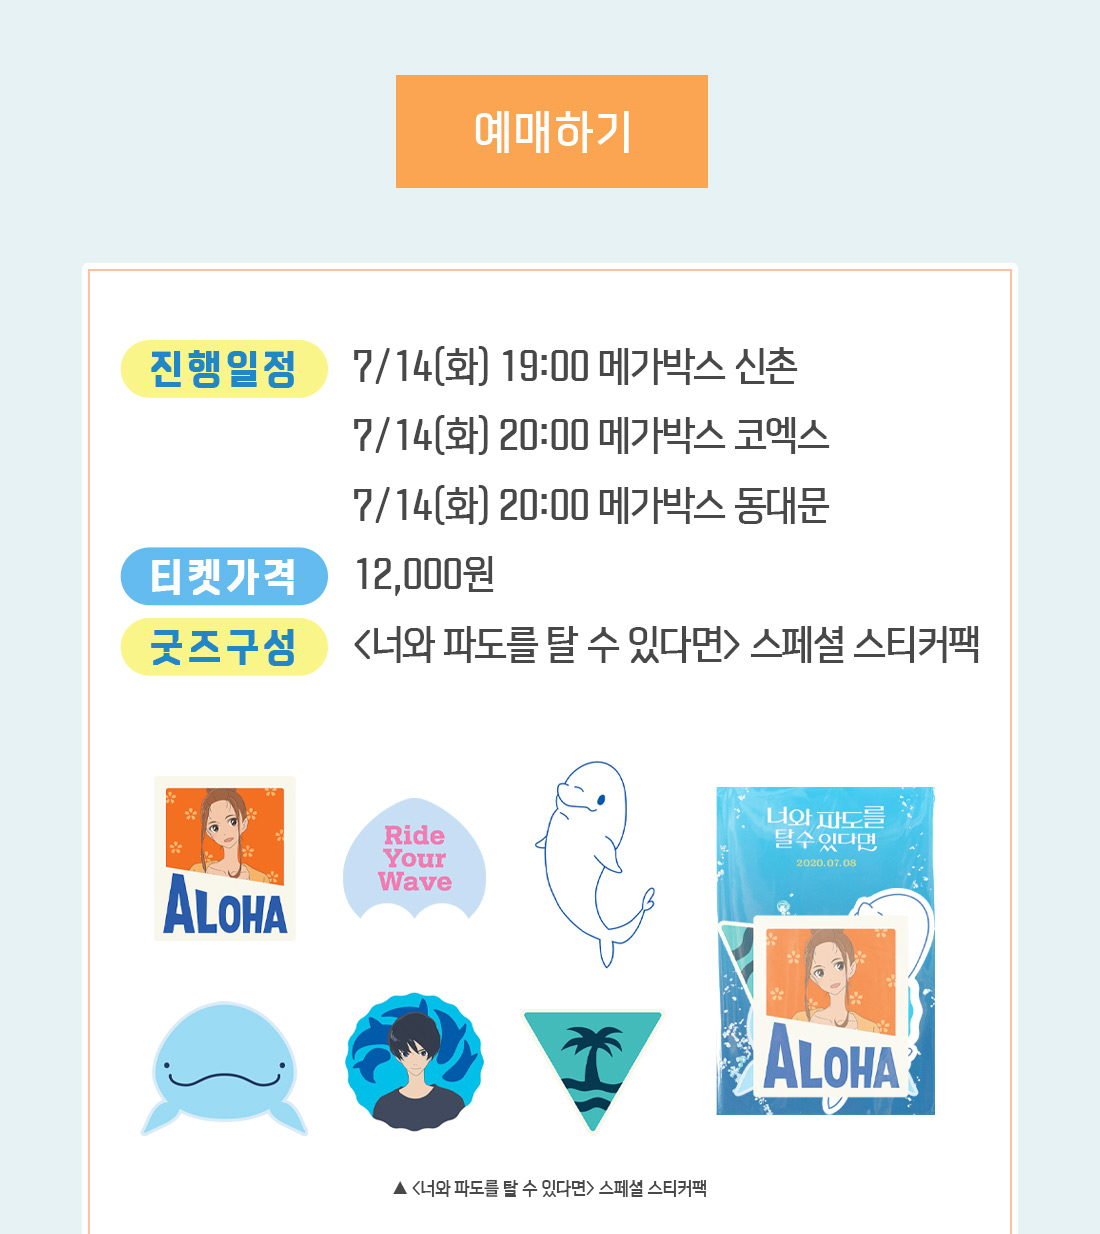 예매하기
진행일정 7/14(화) 19:00 메가박스 신촌
7/14(화) 20:00 메가박스 코엑스
7/14(화) 20:00 메가박스 동대문
티켓가격 12,000원
굿즈구성 <너와 파도를 탈 수 있다면> 스페셜 스티커팩
ALOHA
Ride
Your
Wave
너와 파도를
탈 수 있다면
2020.07.08
ALOHA
▲ <너와 파도를 탈 수 있다면> 스페셜 스티커팩